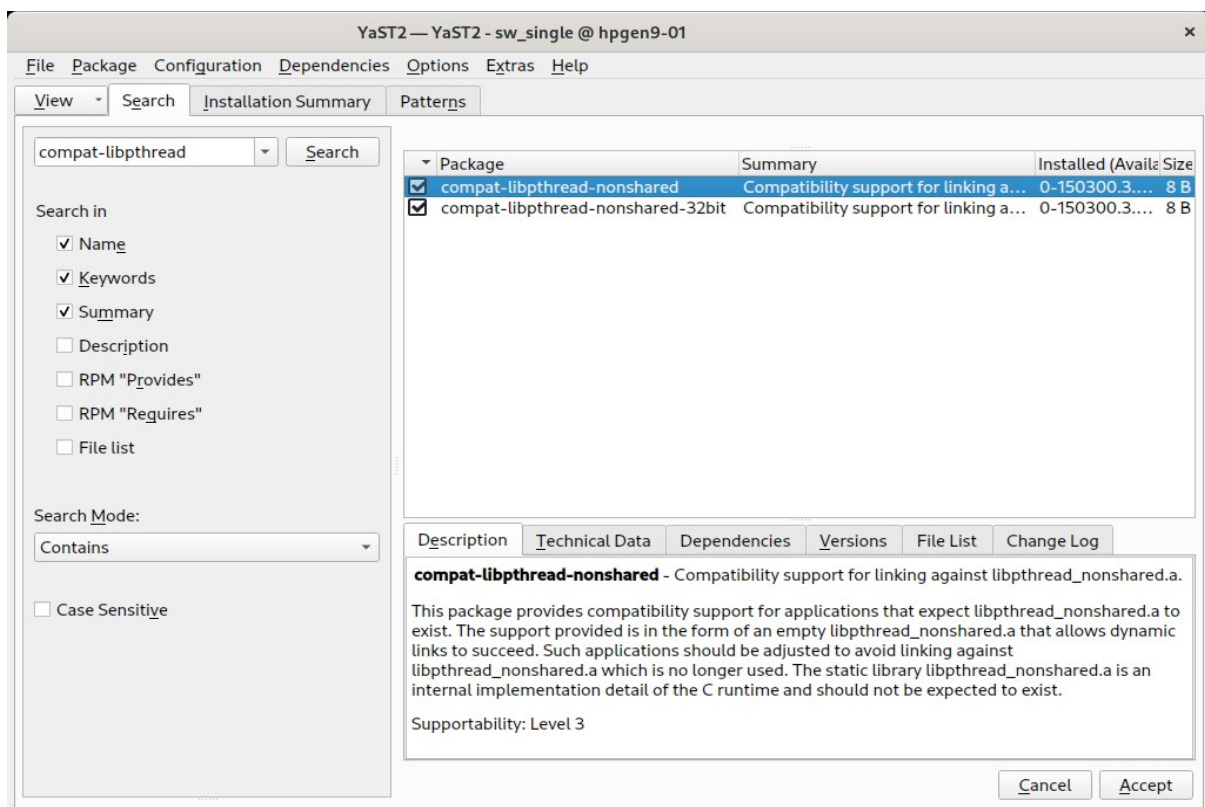 YaST2 — YaST2 - sw_single @ hpgen9-01
File Package Configuration Dependencies Options Extras Help
View Search Installation Summary Patterns
compat-libpthread Search
Search in
Name
Keywords
Summary
Description
RPM "Provides"
RPM "Requires"
File list
Search Mode:
Contains
Case Sensitive
Package Summary Installed (Availa Size
compat-libpthread-nonshared Compatibility support for linking a... 0-150300.3.... 8 B
compat-libpthread-nonshared-32bit Compatibility support for linking a... 0-150300.3.... 8 B
Description Technical Data Dependencies Versions File List Change Log
compat-libpthread-nonshared - Compatibility support for linking against libpthread_nonshared.a.
This package provides compatibility support for applications that expect libpthread_nonshared.a to
exist. The support provided is in the form of an empty libpthread_nonshared.a that allows dynamic
links to succeed. Such applications should be adjusted to avoid linking against
libpthread_nonshared.a which is no longer used. The static library libpthread_nonshared.a is an
internal implementation detail of the C runtime and should not be expected to exist.
Supportability: Level 3
Cancel Accept